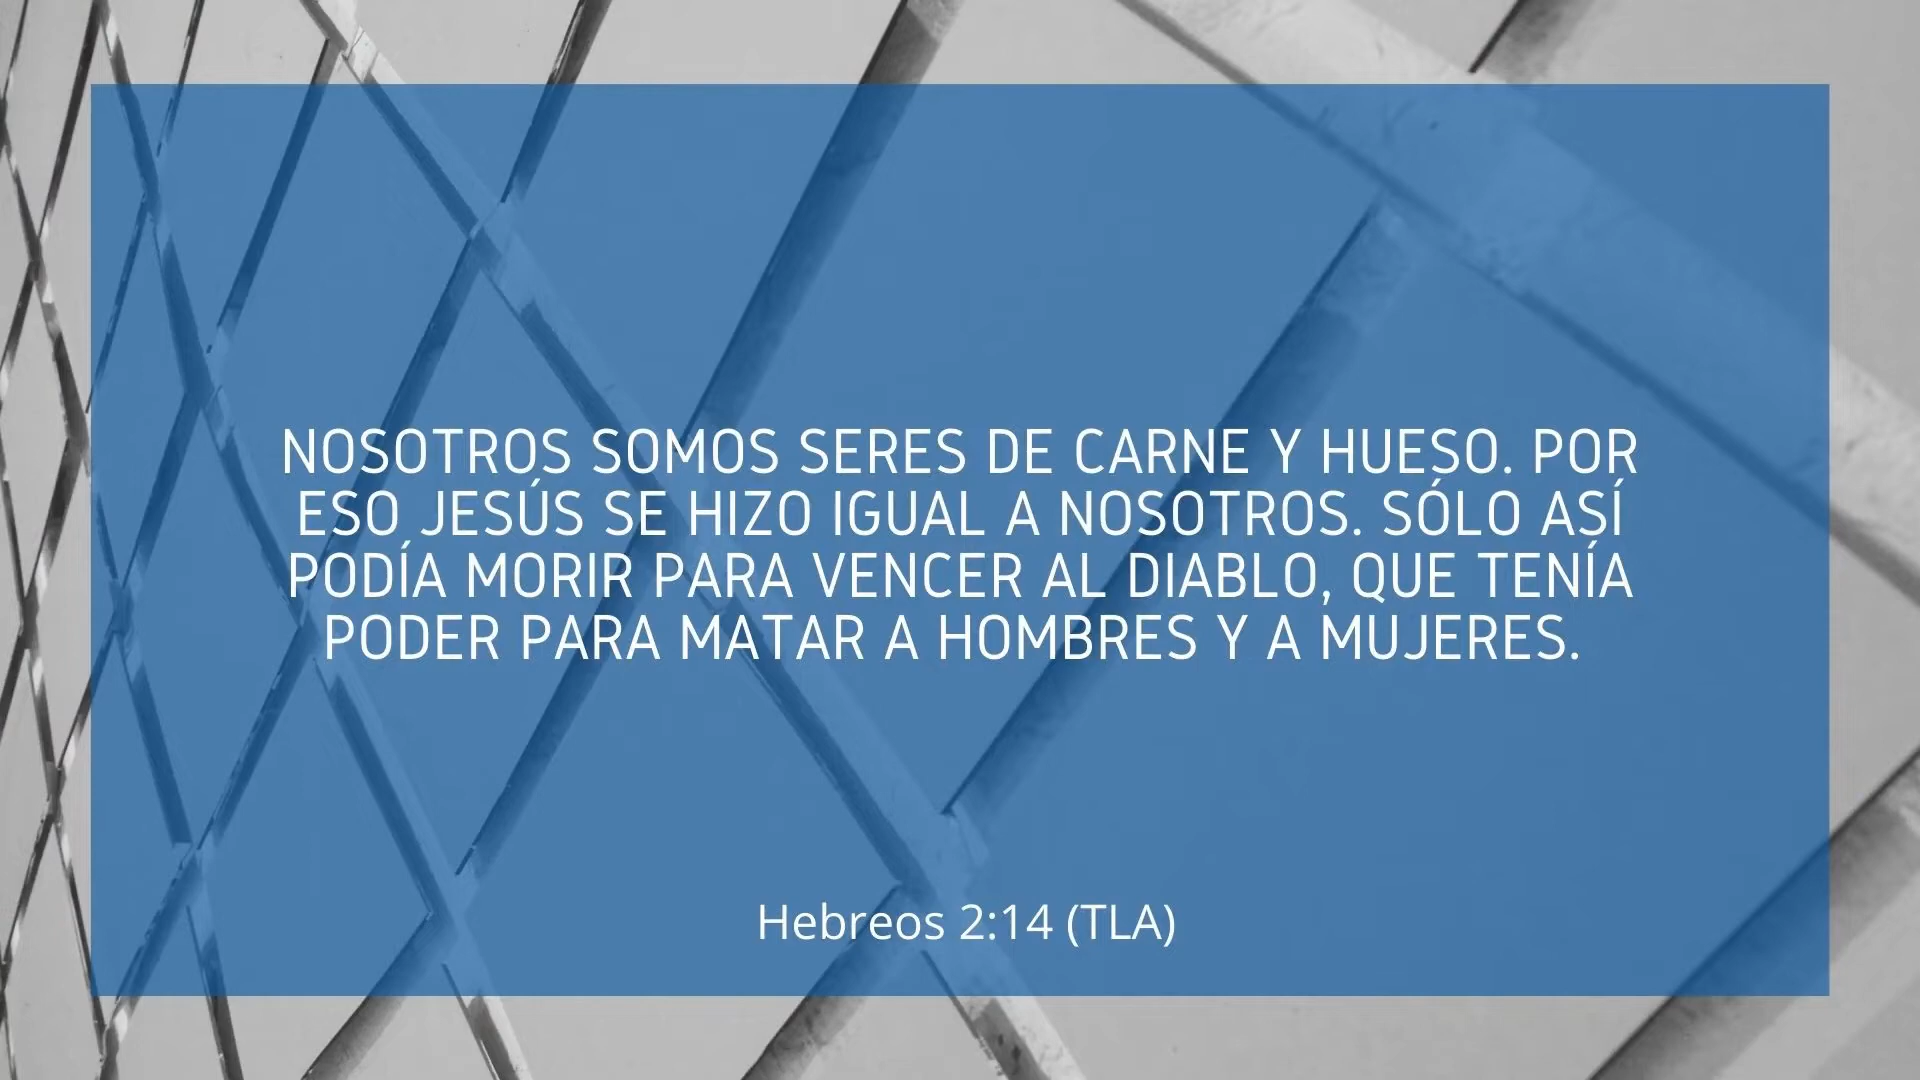 NOSOTROS SOMOS SERES DE CARNE Y HUESO. POR
ESO JESÚS SE HIZO IGUAL A NOSOTROS. SÓLO ASÍ
PODÍA MORIR PARA VENCER AL DIABLO, QUE TENÍA
PODER PARA MATAR A HOMBRES Y A MUJERES.
Hebreos 2:14 (TLA)